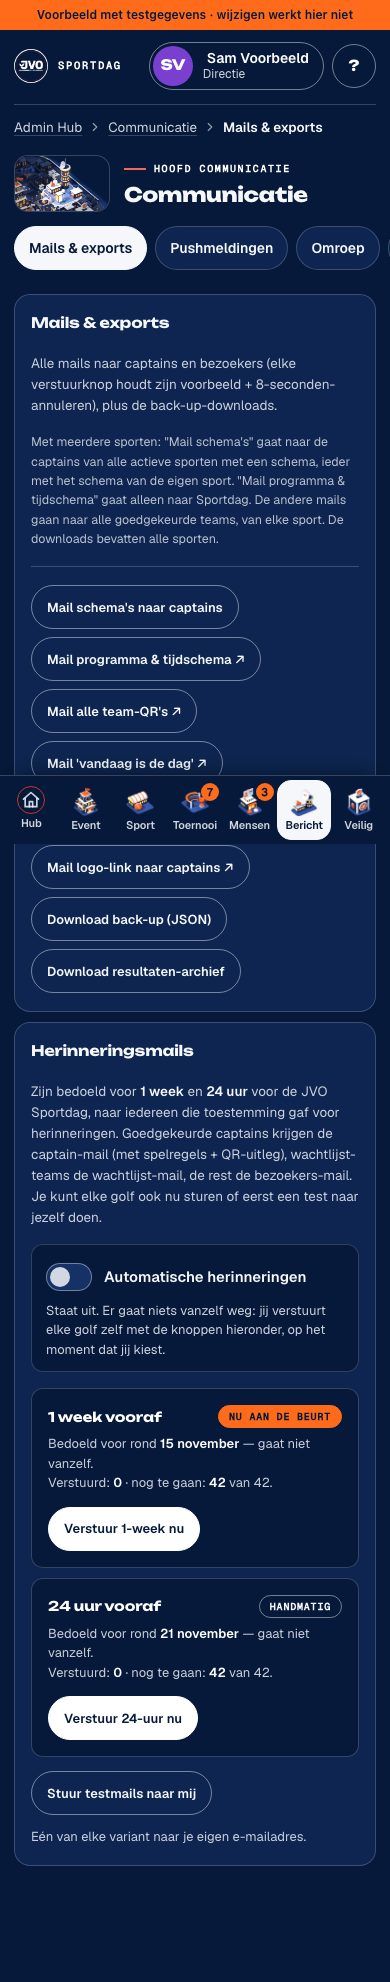 Voorbeeld met testgegevens · wijzigen werkt hier niet
JVO
SPORTDAG
SV
Sam Voorbeeld
Directie
?
Admin Hub > Communicatie > Mails & exports
HOOFD COMMUNICATIE
Communicatie
Mails & exports
Pushmeldingen
Omroep
Mails & exports
Alle mails naar captains en bezoekers (elke
verstuurknop houdt zijn voorbeeld + 8-seconden-
annuleren), plus de back-up-downloads.
Met meerdere sporten: "Mail schema's" gaat naar de
captains van alle actieve sporten met een schema, ieder
met het schema van de eigen sport. "Mail programma &
tijdschema" gaat alleen naar Sportdag. De andere mails
gaan naar alle goedgekeurde teams, van elke sport. De
downloads bevatten alle sporten.
Mail schema's naar captains
Mail programma & tijdschema ↗
Mail alle team-QR's ↗
Mail 'vandaag is de dag' ↗
Hub
Event
Sport
7
Toernooi
3
Mensen
Bericht
Veilig
Mail logo-link naar captains ↗
Download back-up (JSON)
Download resultaten-archief
Herinneringsmails
Zijn bedoeld voor 1 week en 24 uur voor de JVO
Sportdag, naar iedereen die toestemming gaf voor
herinneringen. Goedgekeurde captains krijgen de
captain-mail (met spelregels + QR-uitleg), wachtlijst-
teams de wachtlijst-mail, de rest de bezoekers-mail.
Je kunt elke golf ook nu sturen of eerst een test naar
jezelf doen.
Automatische herinneringen
Staat uit. Er gaat niets vanzelf weg: jij verstuurt
elke golf zelf met de knoppen hieronder, op het
moment dat jij kiest.
1 week vooraf
NU AAN DE BEURT
Bedoeld voor rond 15 november — gaat niet
vanzelf.
Verstuurd: 0 · nog te gaan: 42 van 42.
Verstuur 1-week nu
24 uur vooraf
HANDMATIG
Bedoeld voor rond 21 november — gaat niet
vanzelf.
Verstuurd: 0 · nog te gaan: 42 van 42.
Verstuur 24-uur nu
Stuur testmails naar mij
Eén van elke variant naar je eigen e-mailadres.